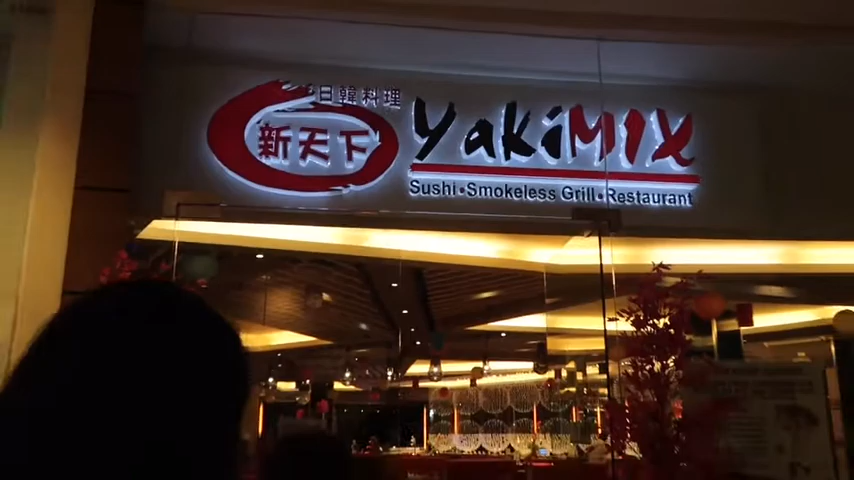 日韓料理
新天下
YakiMIX
Sushi•Smokeless Grill•Restaurant